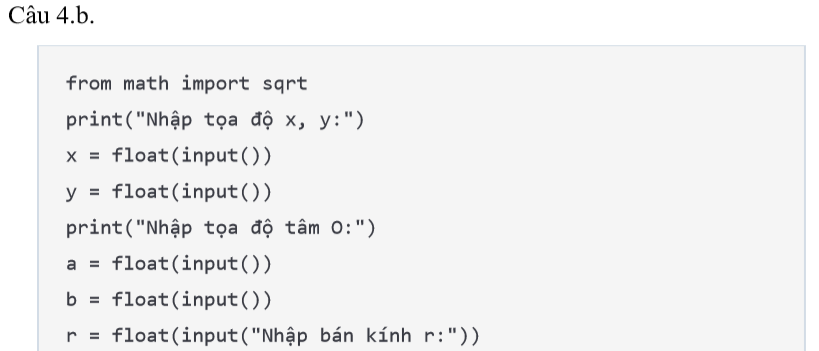 Câu 4.b.
from math import sqrt
print("Nhập tọa độ x, y:")
x = float(input())
y = float(input())
print("Nhập tọa độ tâm O:")
a = float(input())
b = float(input())
r = float(input("Nhập bán kính r:"))